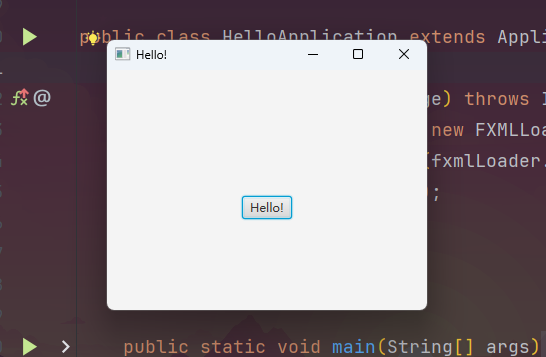 public class HelloApplication extends Appli
Hello!
ge) throws I
new FXMLLoa
(fxmlLoader.
;
Hello!
public static void main(String[] args)